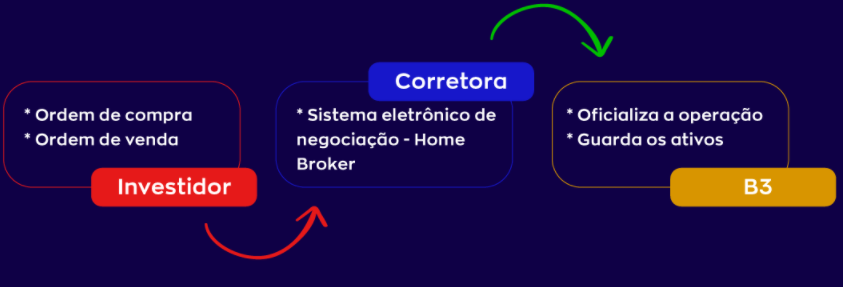 * Ordem de compra
* Ordem de venda
Investidor
Corretora
* Sistema eletrônico de
negociação - Home
Broker
* Oficializa a operação
* Guarda os ativos
B3